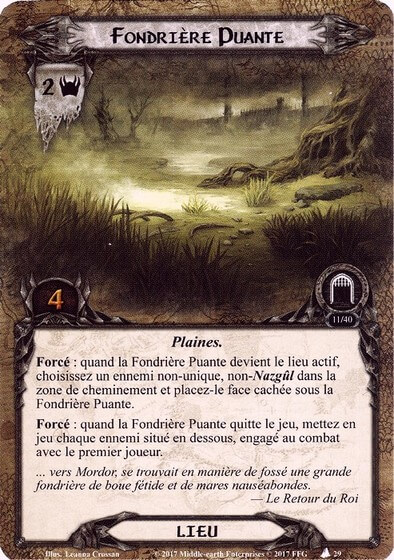 Fondrière Puante
2
4
11/40
Plaines.
Forcé : quand la Fondrière Puante devient le lieu actif,
choisissez un ennemi non-unique, non-Nazgûl dans la
zone de cheminement et placez-le face cachée sous la
Fondrière Puante.
Forcé : quand la Fondrière Puante quitte le jeu, mettez en
jeu chaque ennemi situé en dessous, engagé au combat
avec le premier joueur.
... vers Mordor, se trouvait en manière de fossé une grande
fondrière de boue fétide et de mares nauséabondes.
— Le Retour du Roi
Lieu
Illus. Leanna Crossan © 2017 Middle-earth Enterprises © 2017 FFG 29